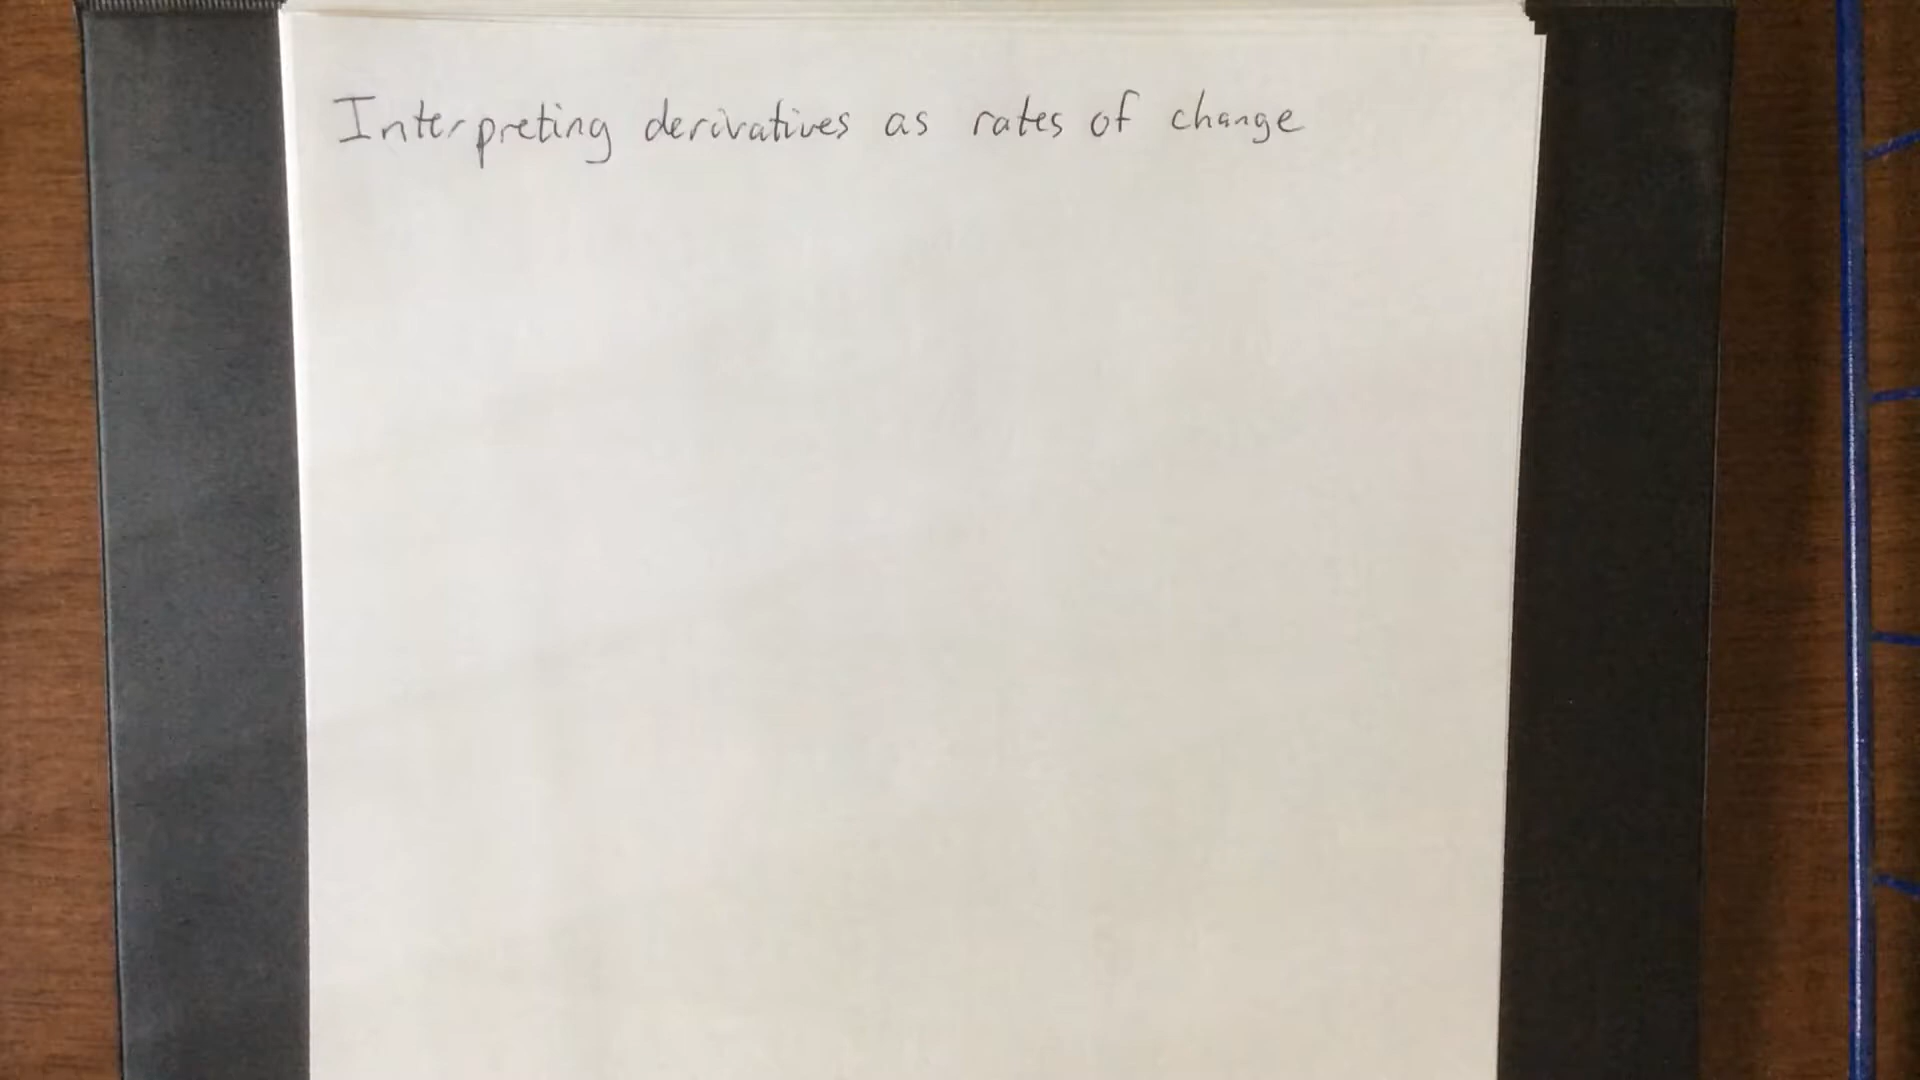 Interpreting derivatives as rates of change